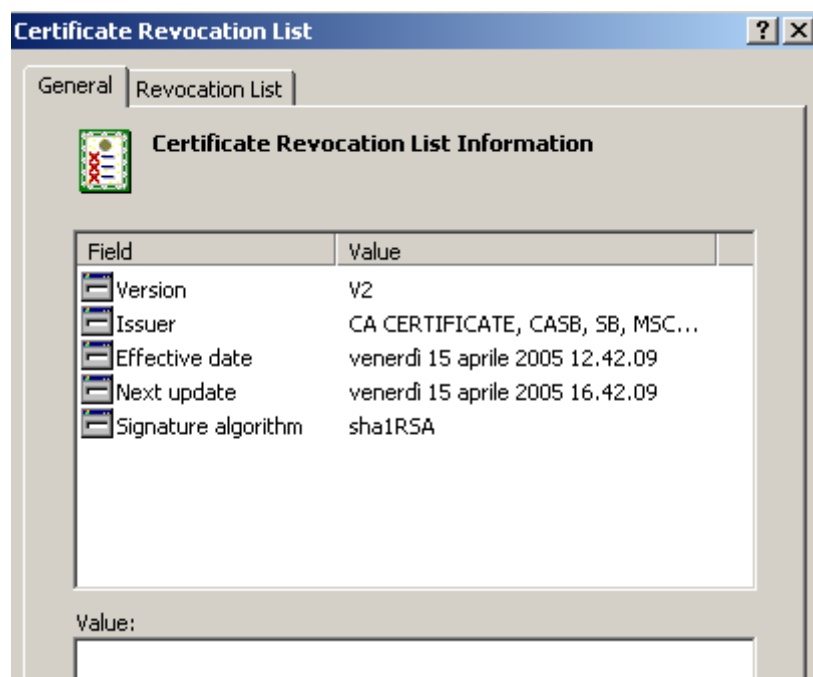 Certificate Revocation List
General Revocation List
Certificate Revocation List Information
Field Value
Version V2
Issuer CA CERTIFICATE, CASB, SB, MSC...
Effective date venerdì 15 aprile 2005 12.42.09
Next update venerdì 15 aprile 2005 16.42.09
Signature algorithm sha1RSA
Value: